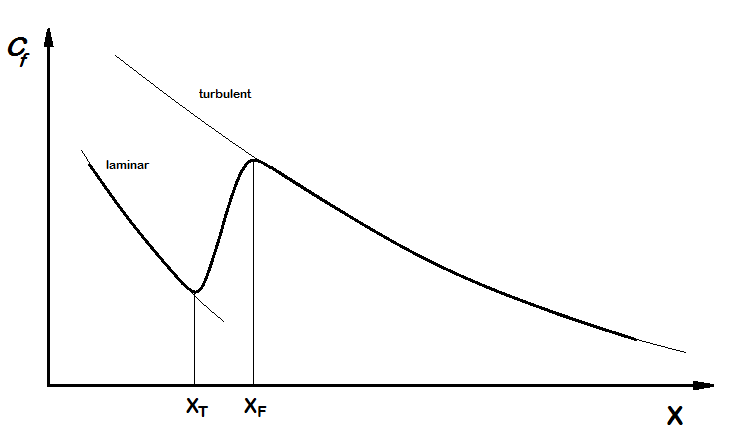 Cf
turbulent
laminar
XT XF
X